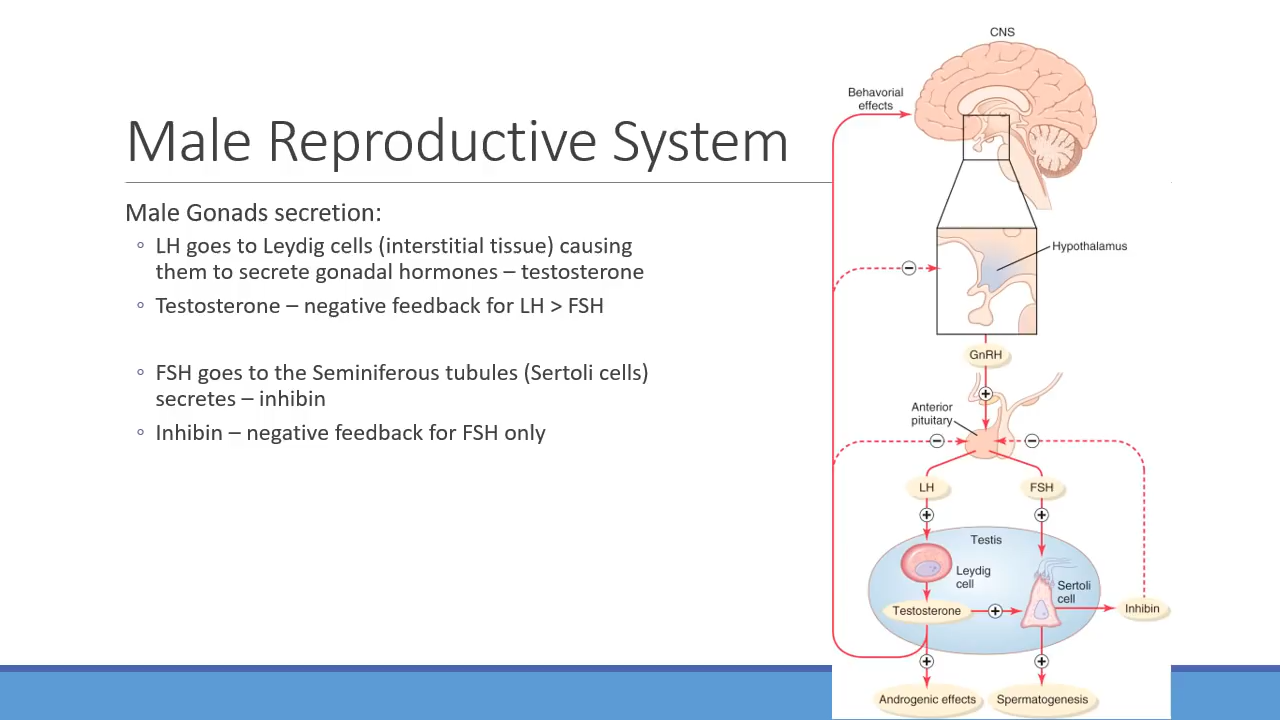 Male Reproductive System
Male Gonads secretion:
◦ LH goes to Leydig cells (interstitial tissue) causing
them to secrete gonadal hormones – testosterone
◦ Testosterone – negative feedback for LH > FSH
◦ FSH goes to the Seminiferous tubules (Sertoli cells)
secretes – inhibin
◦ Inhibin – negative feedback for FSH only
CNS
Behavorial
effects
Hypothalamus
−
GnRH
+
Anterior
pituitary
− −
LH FSH
+ +
Testis
Leydig
cell
Sertoli
cell
Testosterone + Inhibin
+ +
Androgenic effects Spermatogenesis